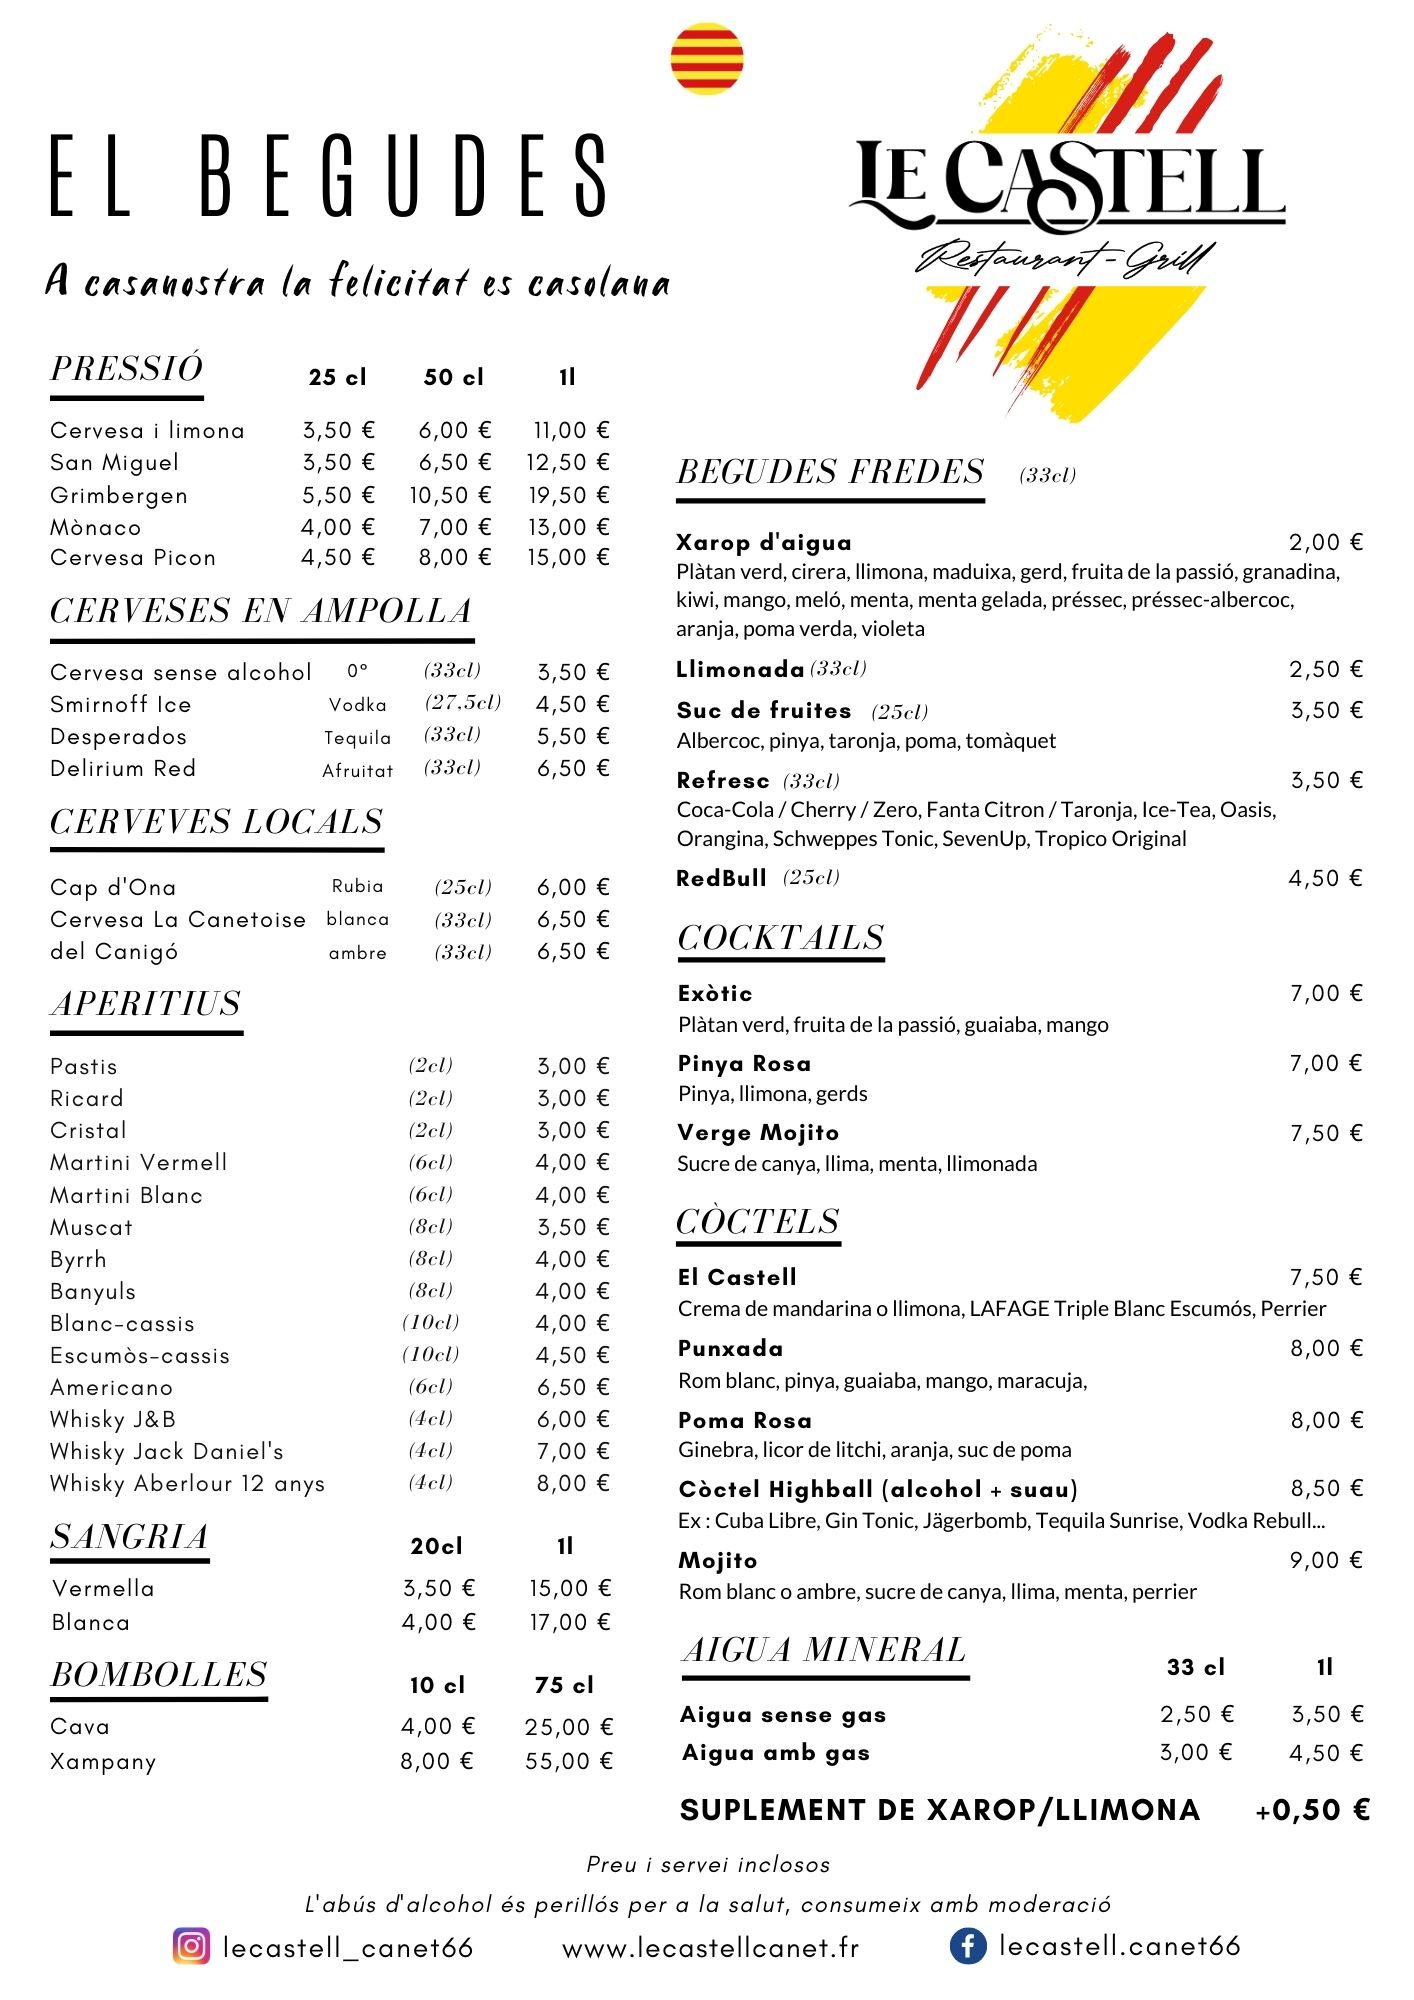 EL BEGUDES
A casanostra la felicitat es casolana
LE CASTELL
Restaurant-Grill
PRESSIÓ 25 cl 50 cl 1l
Cervesa i limona 3,50 € 6,00 € 11,00 €
San Miguel 3,50 € 6,50 € 12,50 €
Grimbergen 5,50 € 10,50 € 19,50 €
Mònaco 4,00 € 7,00 € 13,00 €
Cervesa Picon 4,50 € 8,00 € 15,00 €
CERVESES EN AMPOLLA
Cervesa sense alcohol 0° (33cl) 3,50 €
Smirnoff Ice Vodka (27,5cl) 4,50 €
Desperados Tequila (33cl) 5,50 €
Delirium Red Afruitat (33cl) 6,50 €
CERVEVES LOCALS
Cap d'Ona Rubia (25cl) 6,00 €
Cervesa La Canetoise blanca (33cl) 6,50 €
del Canigó ambre (33cl) 6,50 €
APERITIUS
Pastis (2cl) 3,00 €
Ricard (2cl) 3,00 €
Cristal (2cl) 3,00 €
Martini Vermell (6cl) 4,00 €
Martini Blanc (6cl) 4,00 €
Muscat (8cl) 3,50 €
Byrrh (8cl) 4,00 €
Banyuls (8cl) 4,00 €
Blanc-cassis (10cl) 4,00 €
Escumòs-cassis (10cl) 4,50 €
Americano (6cl) 6,50 €
Whisky J&B (4cl) 6,00 €
Whisky Jack Daniel's (4cl) 7,00 €
Whisky Aberlour 12 anys (4cl) 8,00 €
SANGRIA 20cl 1l
Vermella 3,50 € 15,00 €
Blanca 4,00 € 17,00 €
BOMBOLLES 10 cl 75 cl
Cava 4,00 € 25,00 €
Xampany 8,00 € 55,00 €
BEGUDES FREDES (33cl)
Xarop d'aigua 2,00 €
Plàtan verd, cirera, llimona, maduixa, gerd, fruita de la passió, granadina,
kiwi, mango, meló, menta, menta gelada, préssec, préssec-albercoc,
aranja, poma verda, violeta
Llimonada (33cl) 2,50 €
Suc de fruites (25cl) 3,50 €
Albercoc, pinya, taronja, poma, tomàquet
Refresc (33cl) 3,50 €
Coca-Cola / Cherry / Zero, Fanta Citron / Taronja, Ice-Tea, Oasis,
Orangina, Schweppes Tonic, SevenUp, Tropico Original
RedBull (25cl) 4,50 €
COCKTAILS
Exòtic 7,00 €
Plàtan verd, fruita de la passió, guaiaba, mango
Pinya Rosa 7,00 €
Pinya, llimona, gerds
Verge Mojito 7,50 €
Sucre de canya, llima, menta, llimonada
CÒCTELS
El Castell 7,50 €
Crema de mandarina o llimona, LAFAGE Triple Blanc Escumós, Perrier
Punxada 8,00 €
Rom blanc, pinya, guaiaba, mango, maracuja,
Poma Rosa 8,00 €
Ginebra, licor de litchi, aranja, suc de poma
Còctel Highball (alcohol + suau) 8,50 €
Ex : Cuba Libre, Gin Tonic, Jägerbomb, Tequila Sunrise, Vodka Rebull...
Mojito 9,00 €
Rom blanc o ambre, sucre de canya, llima, menta, perrier
AIGUA MINERAL 33 cl 1l
Aigua sense gas 2,50 € 3,50 €
Aigua amb gas 3,00 € 4,50 €
SUPLEMENT DE XAROP/LLIMONA +0,50 €
Preu i servei inclosos
L'abús d'alcohol és perillós per a la salut, consumeix amb moderació
lecastell_canet66 www.lecastellcanet.fr lecastell.canet66